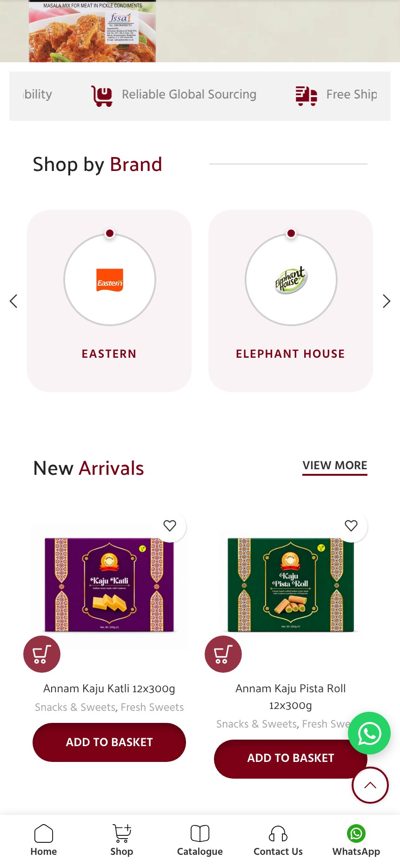 MASALA MIX FOR MEAT IN PICKLE CONDIMENTS
fssai
bility
Reliable Global Sourcing
Free Ship
Shop by Brand
Eastern
Elephant House
EASTERN
ELEPHANT HOUSE
New Arrivals
VIEW MORE
Kaju Katli
Kaju
Pista Roll
Annam Kaju Katli 12x300g
Snacks & Sweets, Fresh Sweets
ADD TO BASKET
Annam Kaju Pista Roll
12x300g
Snacks & Sweets, Fresh Swe
ADD TO BASKET
Home
Shop
Catalogue
Contact Us
WhatsApp